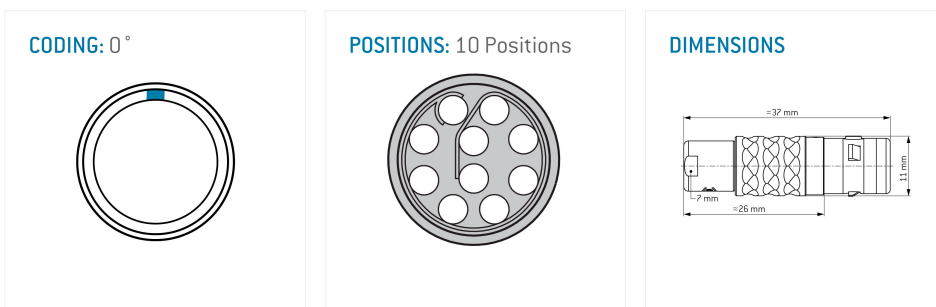 CODING: 0°
POSITIONS: 10 Positions
DIMENSIONS
≈37 mm
11 mm
7 mm
≈26 mm